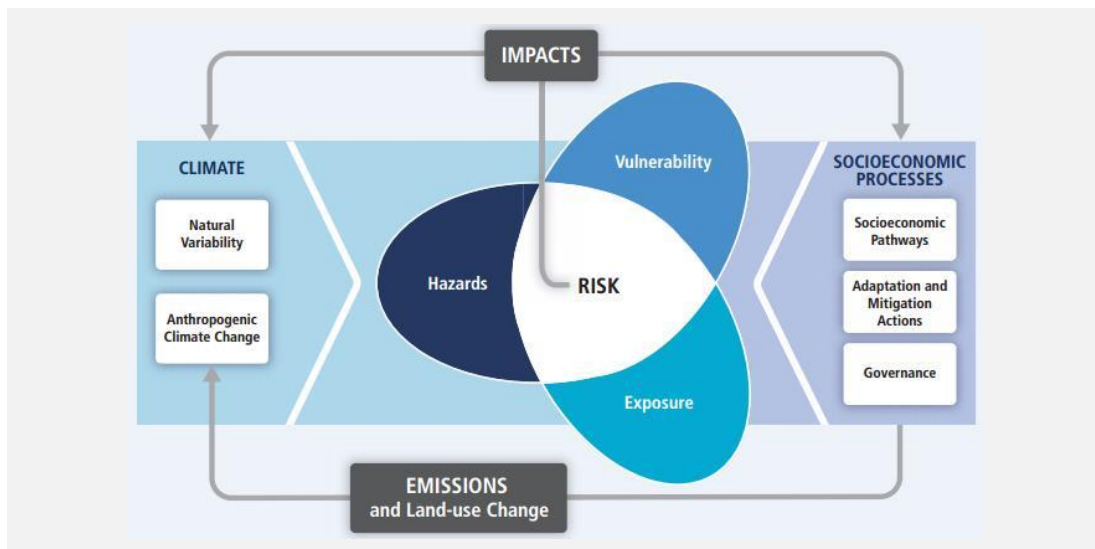 IMPACTS
CLIMATE
Natural
Variability
Anthropogenic
Climate Change
Vulnerability
Hazards
RISK
Exposure
SOCIOECONOMIC
PROCESSES
Socioeconomic
Pathways
Adaptation and
Mitigation
Actions
Governance
EMISSIONS
and Land-use Change